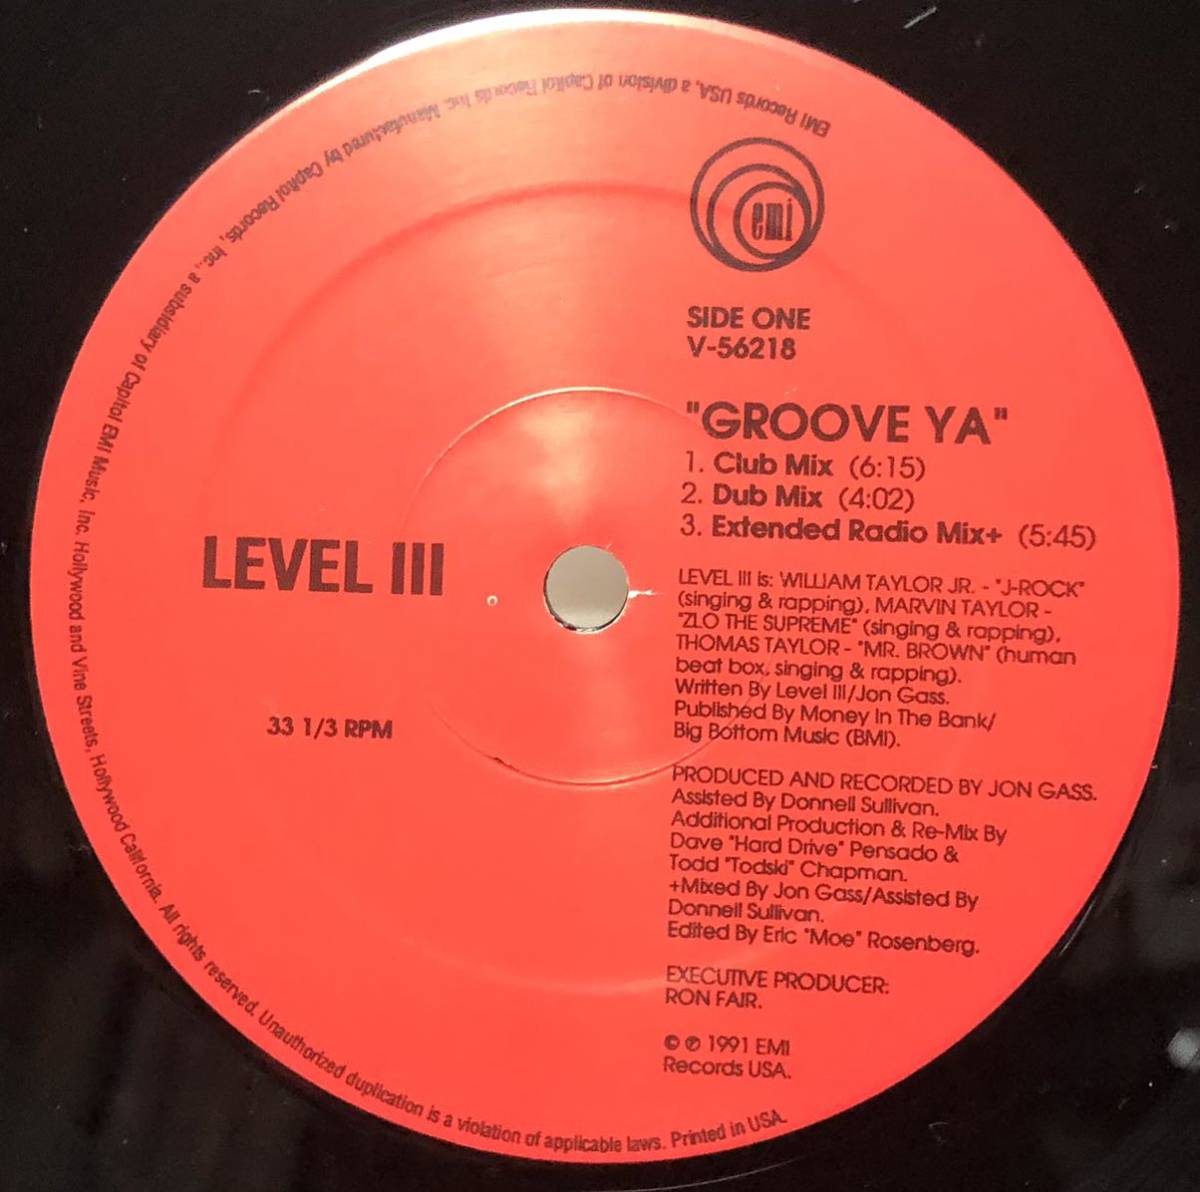 EMI Records USA, a division of Capitol Records Inc. Manufactured by Capitol Records, Inc., a subsidiary of Capitol EMI Music, Inc. Hollywood and Vine Streets, Hollywood California. All rights reserved. Unauthorized duplication is a violation of applicable laws. Printed in USA.
emi
SIDE ONE
V-56218
"GROOVE YA"
1. Club Mix (6:15)
2. Dub Mix (4:02)
3. Extended Radio Mix+ (5:45)
LEVEL III
33 1/3 RPM
LEVEL III is: WILLIAM TAYLOR JR. - "J-ROCK"
(singing & rapping), MARVIN TAYLOR -
"ZLO THE SUPREME" (singing & rapping),
THOMAS TAYLOR - "MR. BROWN" (human
beat box, singing & rapping).
Written By Level III/Jon Gass.
Published By Money In The Bank/
Big Bottom Music (BMI).
PRODUCED AND RECORDED BY JON GASS.
Assisted By Donnell Sullivan.
Additional Production & Re-Mix By
Dave "Hard Drive" Pensado &
Todd "Todski" Chapman.
+Mixed By Jon Gass/Assisted By
Donnell Sullivan.
Edited By Eric "Moe" Rosenberg.
EXECUTIVE PRODUCER:
RON FAIR.
© ℗ 1991 EMI
Records USA.